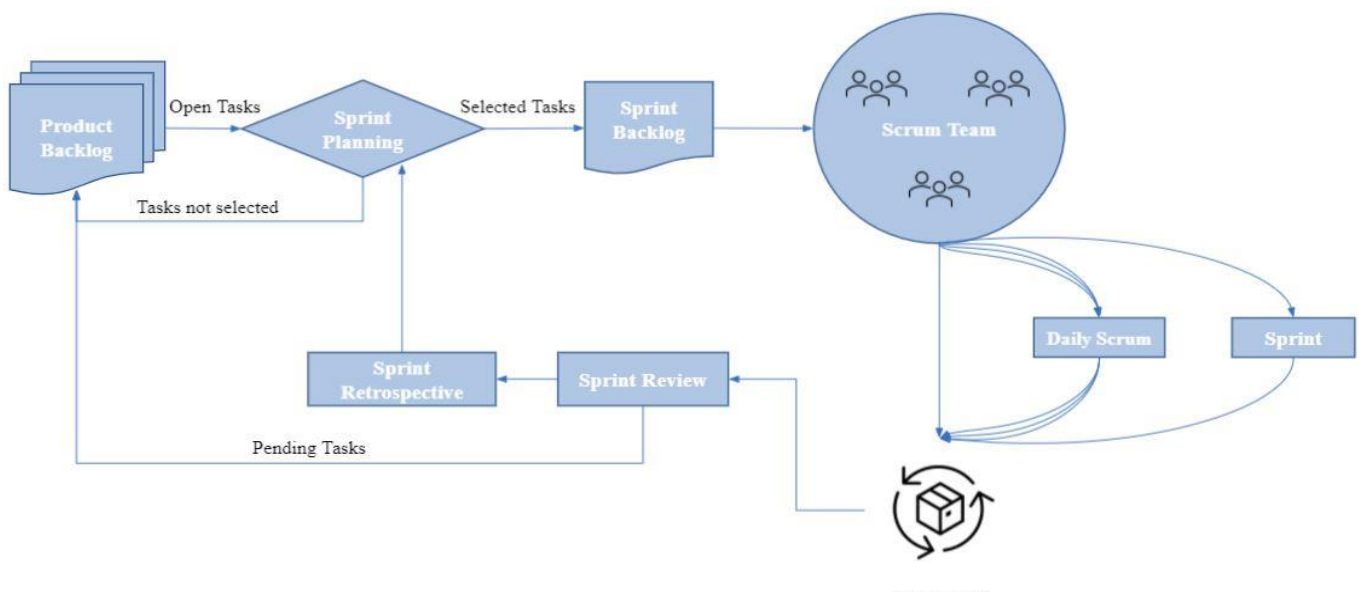 Product
Backlog
Open Tasks
Sprint
Planning
Selected Tasks
Sprint
Backlog
Scrum Team
Tasks not selected
Daily Scrum
Sprint
Sprint
Retrospective
Sprint Review
Pending Tasks